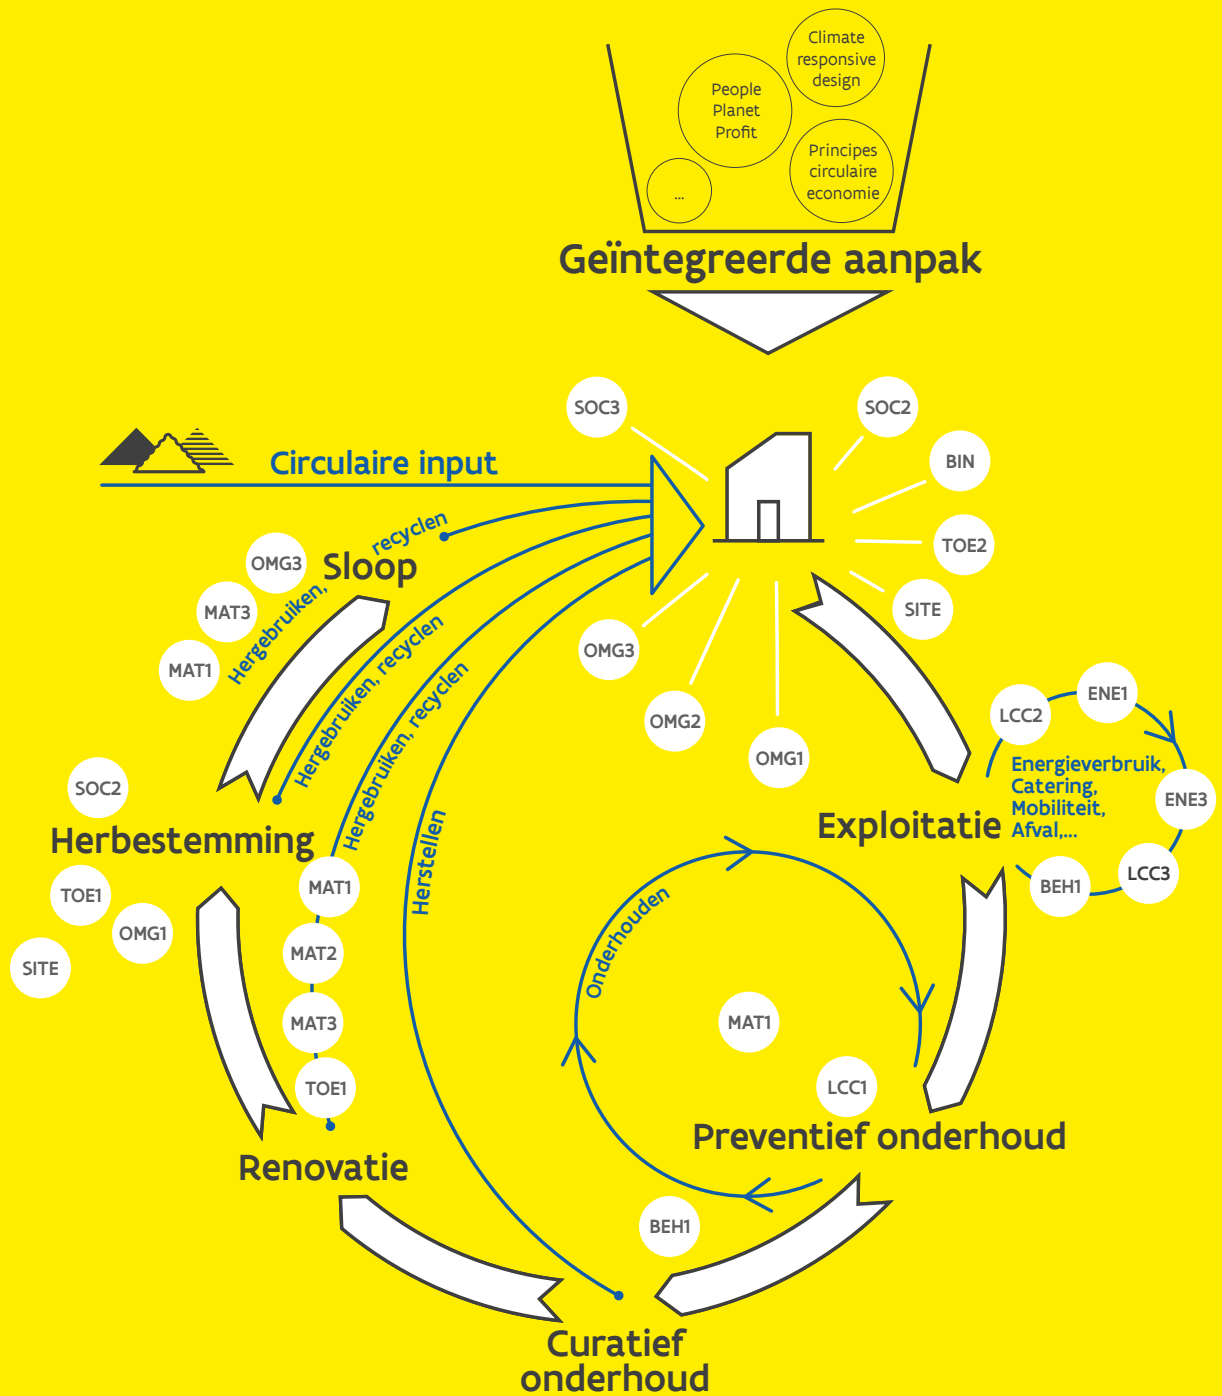 Climate
responsive
design
People
Planet
Profit
Principes
circulaire
economie
...
Geïntegreerde aanpak
SOC3
SOC2
BIN
TOE2
SITE
OMG3
OMG2
OMG1
Circulaire input
Hergebruiken, recyclen
Sloop
OMG3
MAT3
MAT1
Hergebruiken, recyclen
Hergebruiken, recyclen
Herstellen
SOC2
Herbestemming
TOE1
OMG1
SITE
MAT1
MAT2
MAT3
TOE1
Renovatie
LCC2
ENE1
ENE3
LCC3
BEH1
Energieverbruik,
Catering,
Mobiliteit,
Afval,...
Exploitatie
Onderhouden
MAT1
LCC1
Preventief onderhoud
BEH1
Curatief
onderhoud